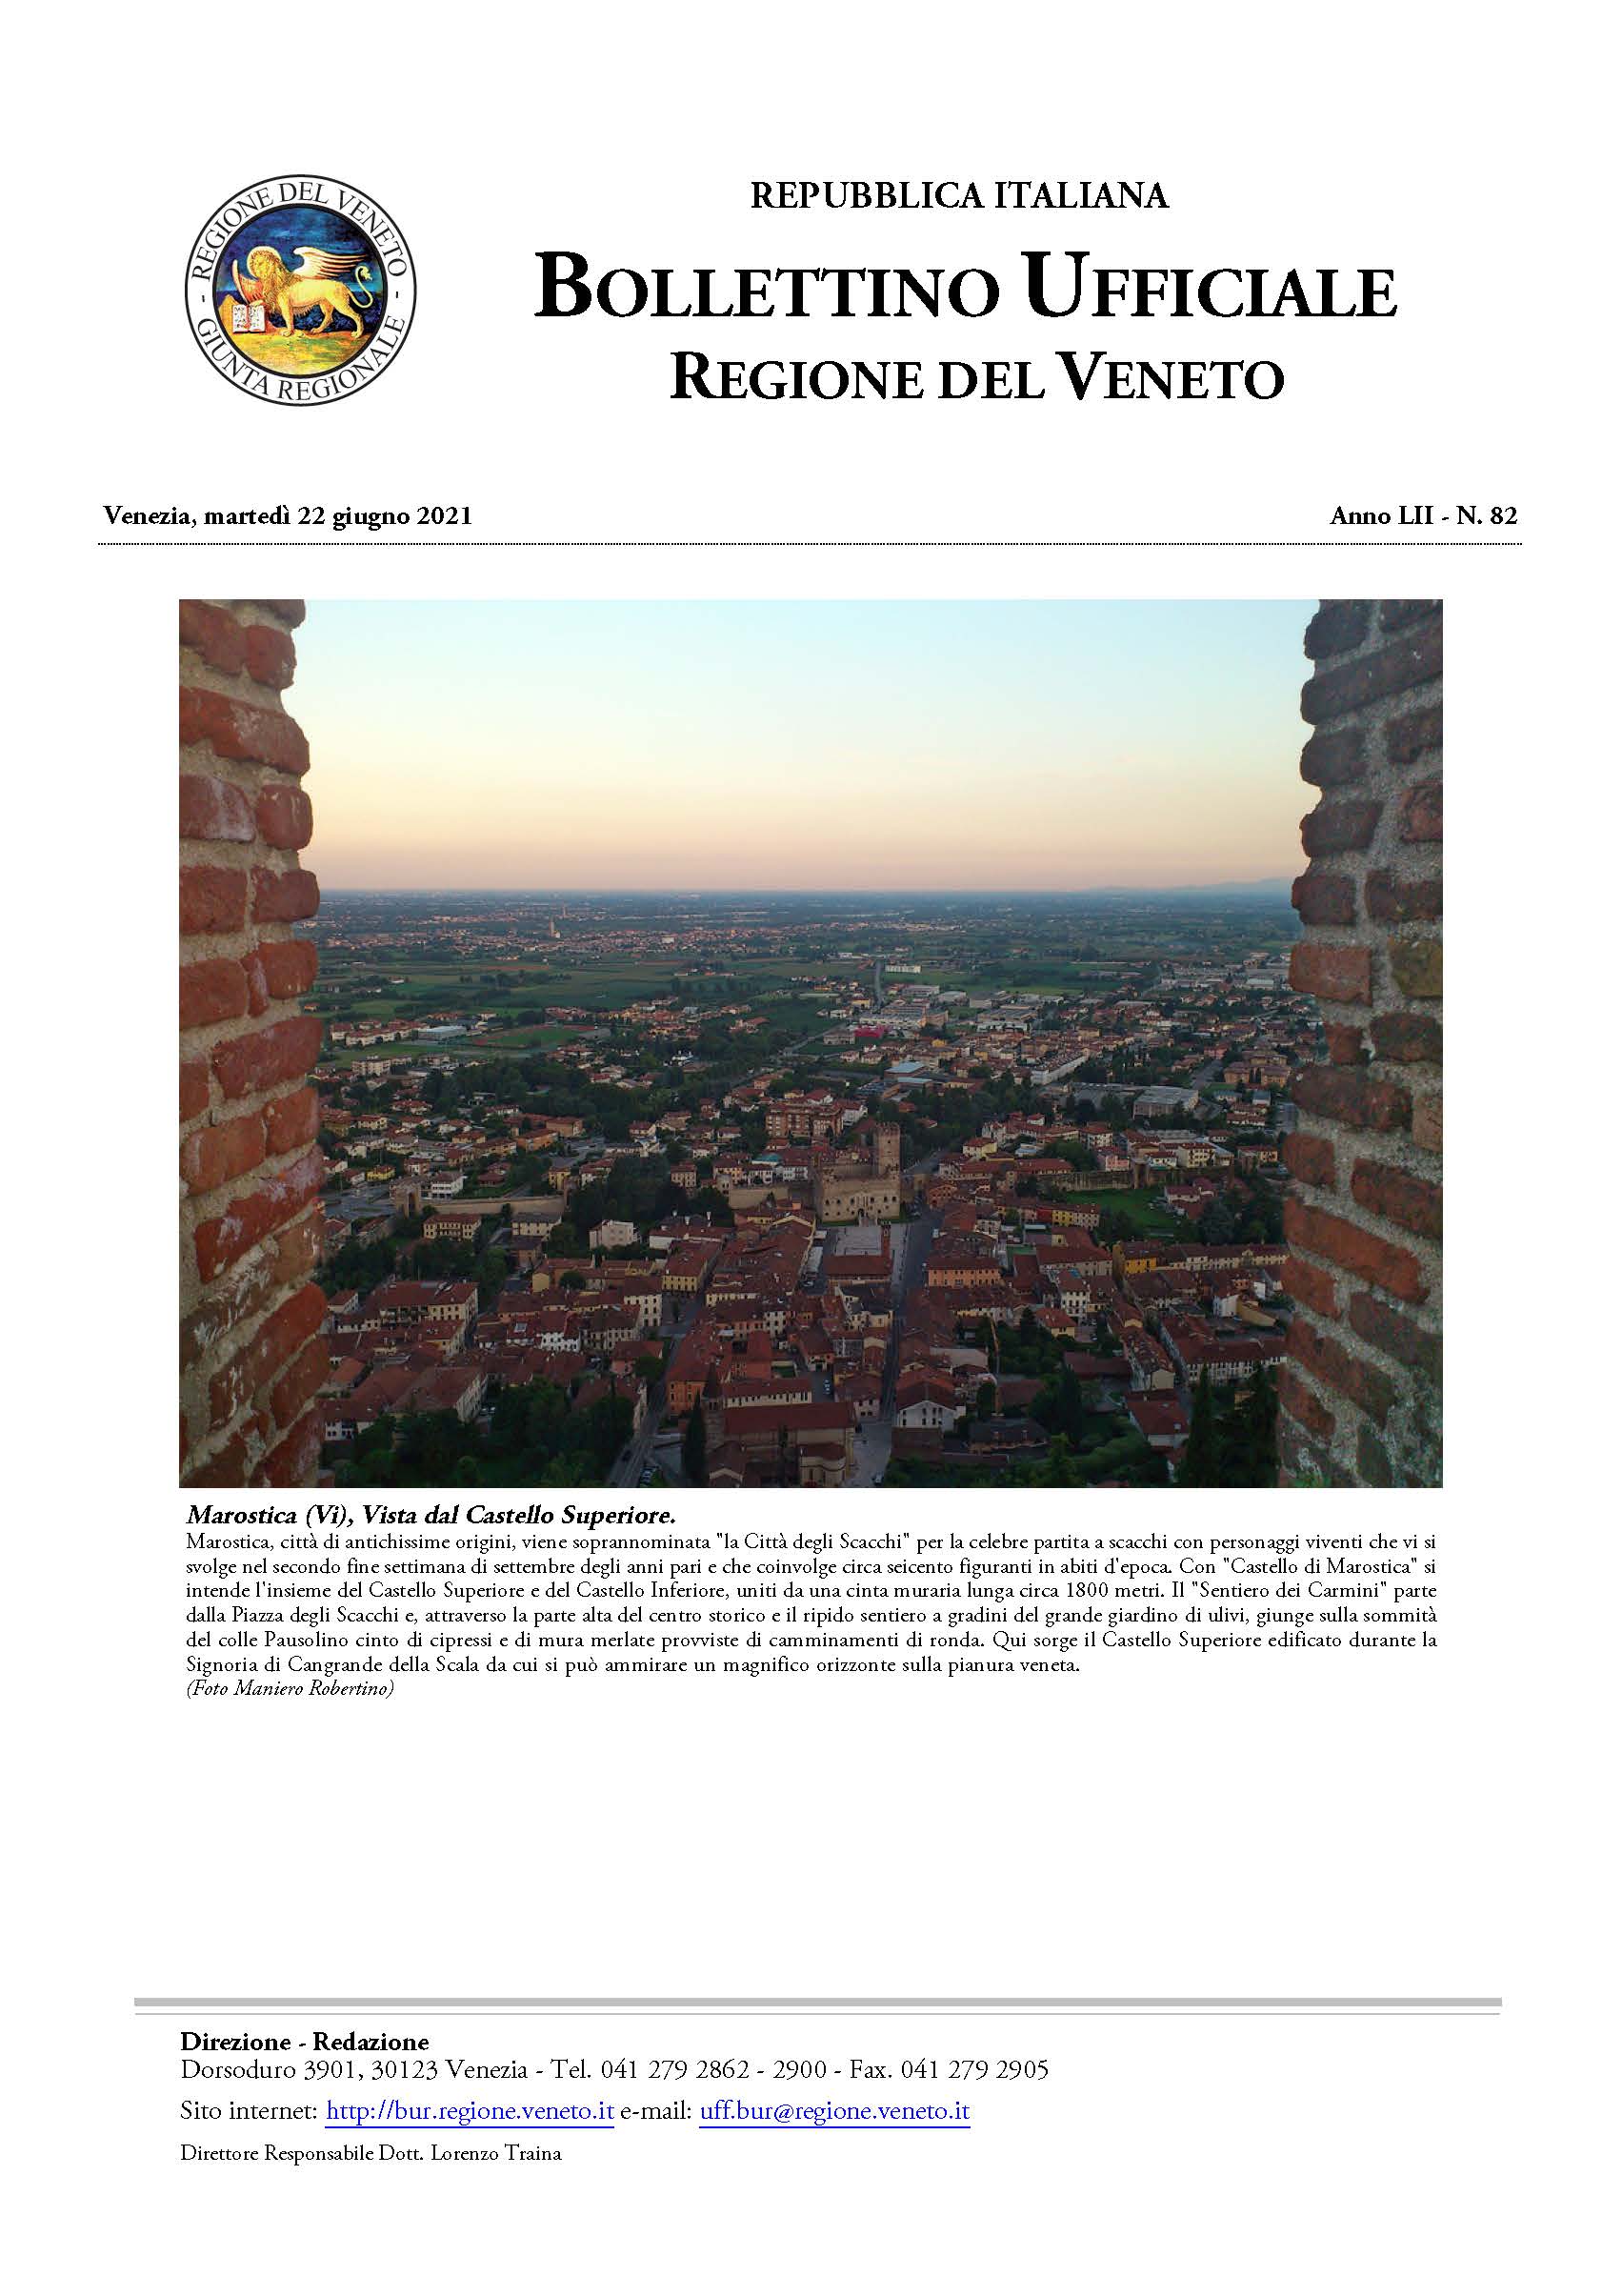 REGIONE DEL VENETO
GIUNTA REGIONALE
REPUBBLICA ITALIANA
BOLLETTINO UFFICIALE
REGIONE DEL VENETO
Venezia, martedì 22 giugno 2021 Anno LII - N. 82
Marostica (Vi), Vista dal Castello Superiore.
Marostica, città di antichissime origini, viene soprannominata "la Città degli Scacchi" per la celebre partita a scacchi con personaggi viventi che vi si
svolge nel secondo fine settimana di settembre degli anni pari e che coinvolge circa seicento figuranti in abiti d'epoca. Con "Castello di Marostica" si
intende l'insieme del Castello Superiore e del Castello Inferiore, uniti da una cinta muraria lunga circa 1800 metri. Il "Sentiero dei Carmini" parte
dalla Piazza degli Scacchi e, attraverso la parte alta del centro storico e il ripido sentiero a gradini del grande giardino di ulivi, giunge sulla sommità
del colle Pausolino cinto di cipressi e di mura merlate provviste di camminamenti di ronda. Qui sorge il Castello Superiore edificato durante la
Signoria di Cangrande della Scala da cui si può ammirare un magnifico orizzonte sulla pianura veneta.
(Foto Maniero Robertino)
Direzione - Redazione
Dorsoduro 3901, 30123 Venezia - Tel. 041 279 2862 - 2900 - Fax. 041 279 2905
Sito internet: http://bur.regione.veneto.it e-mail: uff.bur@regione.veneto.it
Direttore Responsabile Dott. Lorenzo Traina